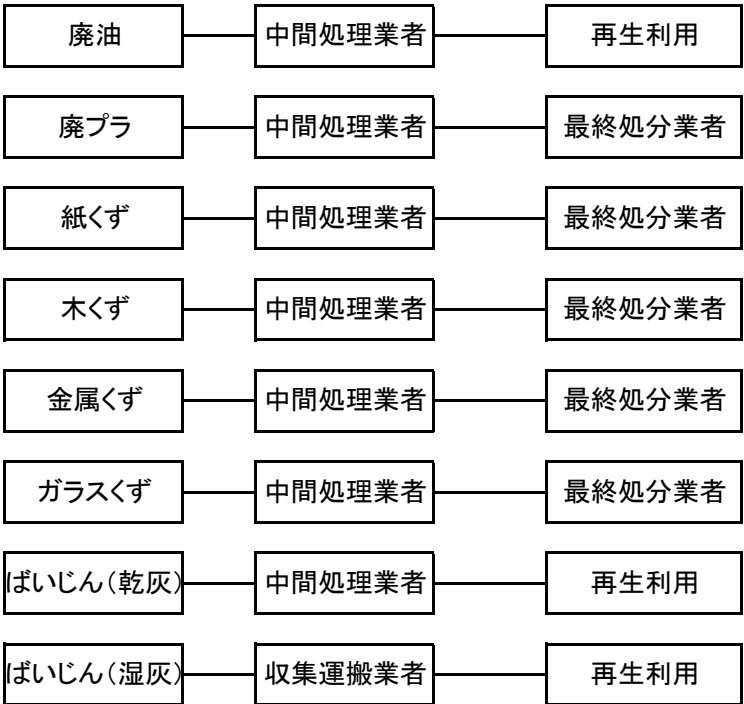 廃油 中間処理業者 再生利用
廃プラ 中間処理業者 最終処分業者
紙くず 中間処理業者 最終処分業者
木くず 中間処理業者 最終処分業者
金属くず 中間処理業者 最終処分業者
ガラスくず 中間処理業者 最終処分業者
ばいじん(乾灰) 中間処理業者 再生利用
ばいじん(湿灰) 収集運搬業者 再生利用